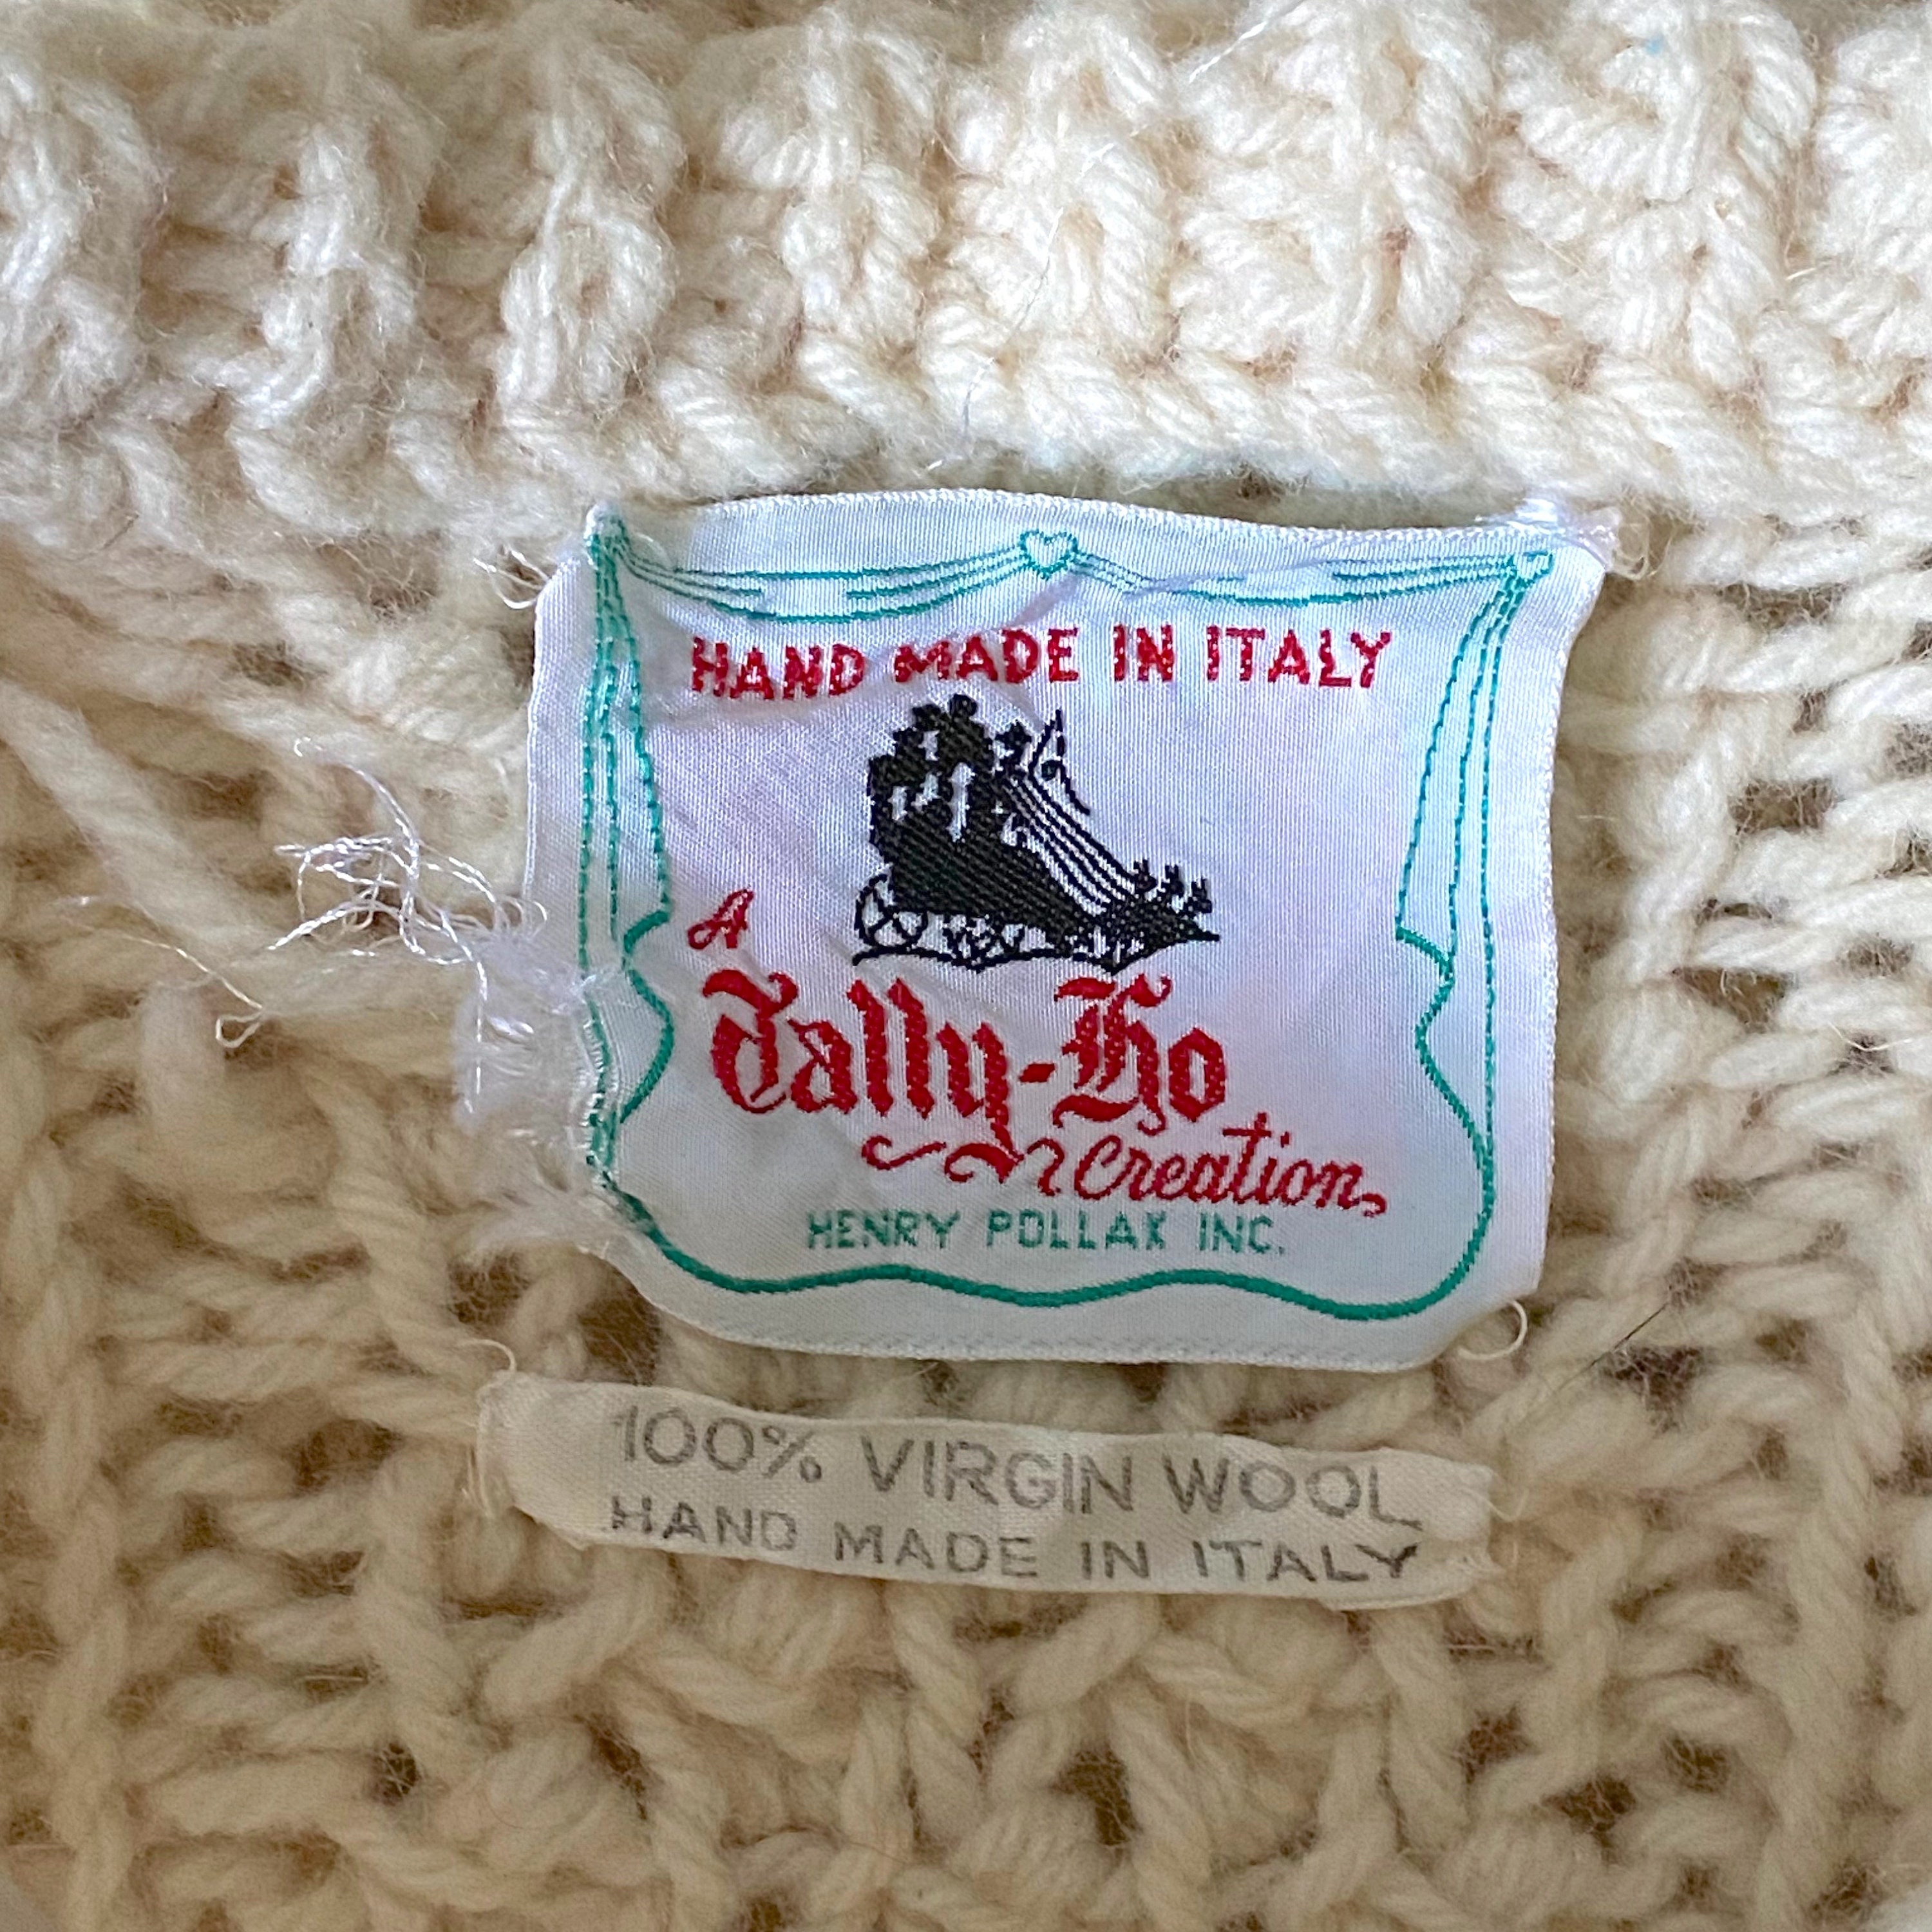 HAND MADE IN ITALY
A
Tally-Ho
Creation
HENRY POLLAK INC.
100% VIRGIN WOOL
HAND MADE IN ITALY